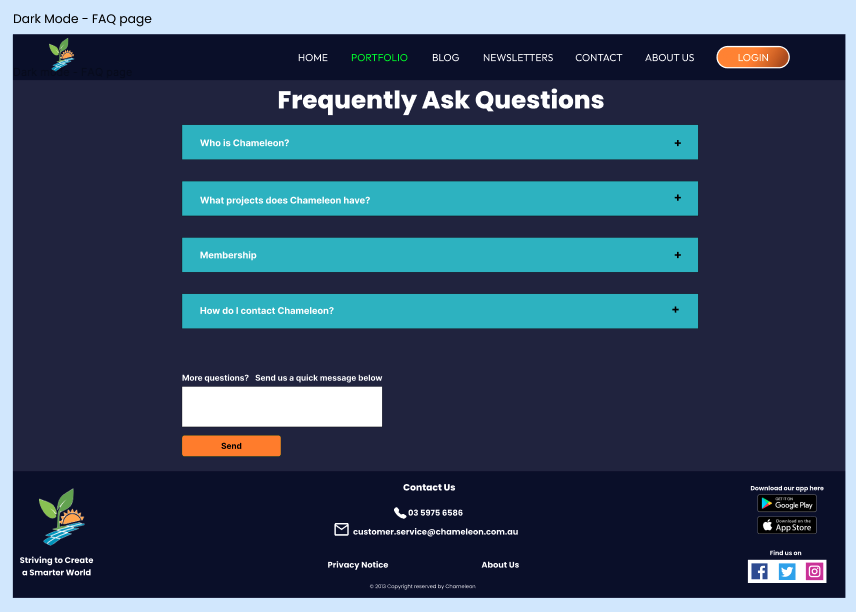 Dark Mode - FAQ page
HOME PORTFOLIO BLOG NEWSLETTERS CONTACT ABOUT US LOGIN
Frequently Ask Questions
Who is Chameleon? +
What projects does Chameleon have? +
Membership +
How do I contact Chameleon? +
More questions? Send us a quick message below
Send
Contact Us
03 5975 6586
customer.service@chameleon.com.au
Privacy Notice About Us
© 2013 Copyright reserved by Chameleon
Striving to Create
a Smarter World
Download our app here
GET IT ON
Google Play
Download on the
App Store
Find us on